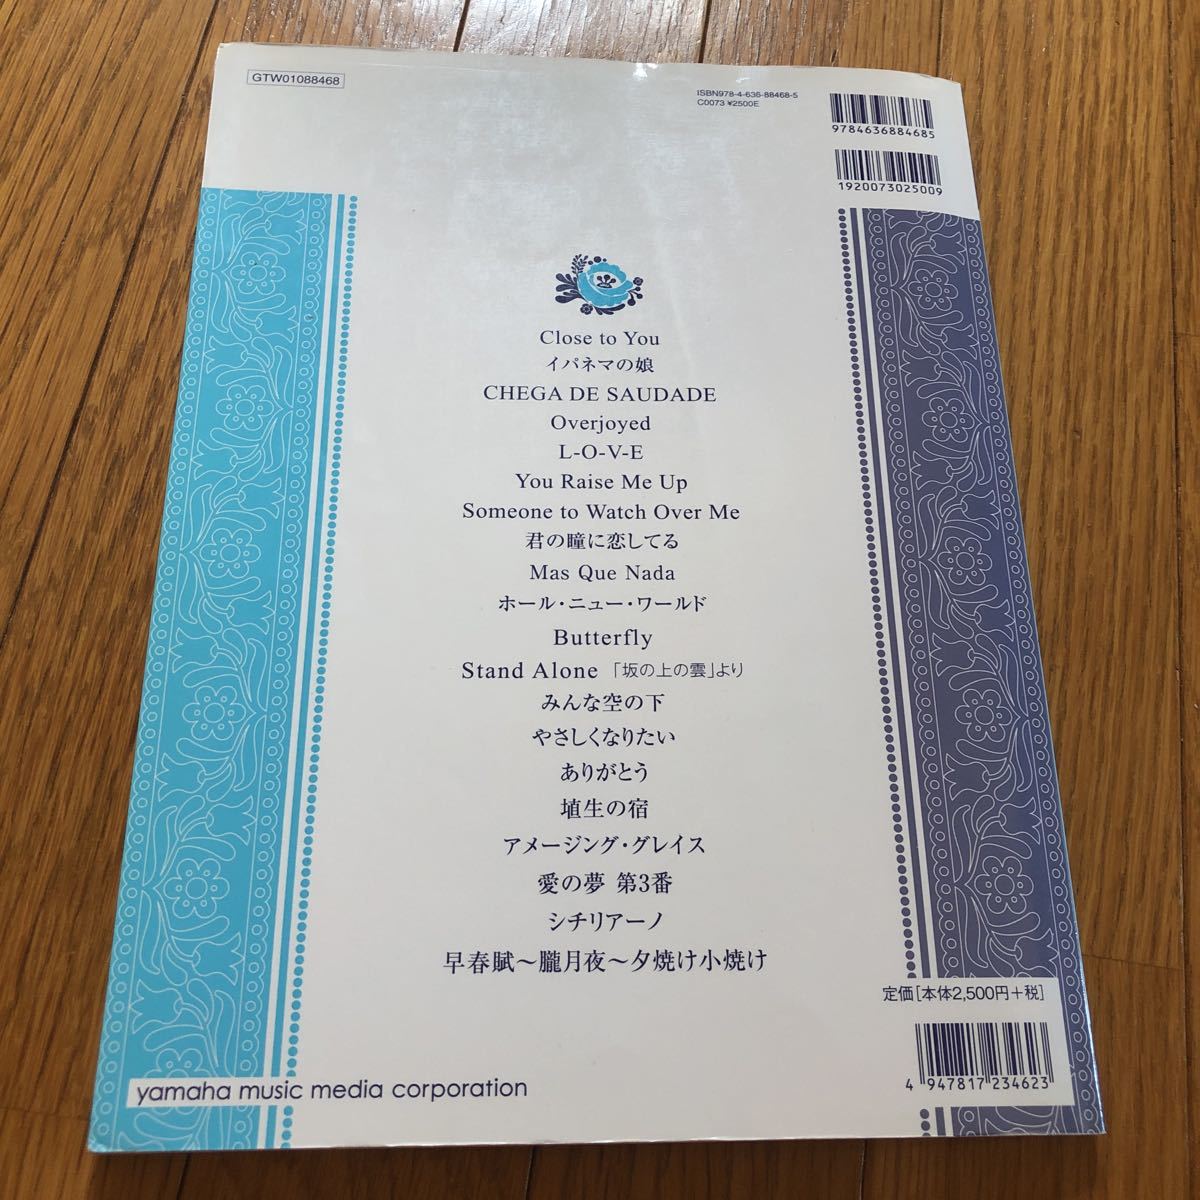 GTW01088468
ISBN978-4-636-88468-5
C0073 ¥2500E
9784636884685
1920073025009
Close to You
イパネマの娘
CHEGA DE SAUDADE
Overjoyed
L-O-V-E
You Raise Me Up
Someone to Watch Over Me
君の瞳に恋してる
Mas Que Nada
ホール・ニュー・ワールド
Butterfly
Stand Alone 「坂の上の雲」より
みんな空の下
やさしくなりたい
ありがとう
埴生の宿
アメージング・グレイス
愛の夢 第3番
シチリアーノ
早春賦〜朧月夜〜夕焼け小焼け
定価[本体2,500円+税]
4 947817 234623
yamaha music media corporation